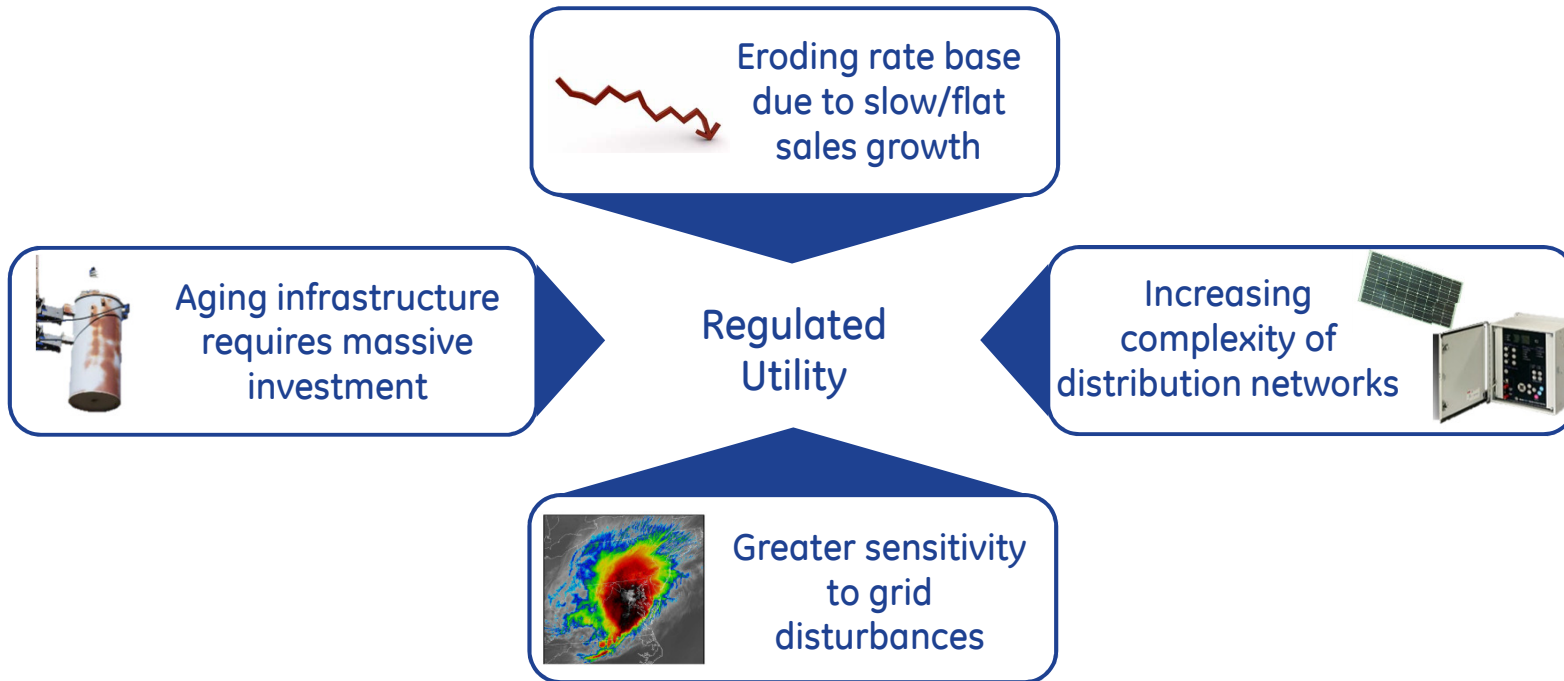 Eroding rate base
due to slow/flat
sales growth
Aging infrastructure
requires massive
investment
Regulated
Utility
Increasing
complexity of
distribution networks
Greater sensitivity
to grid
disturbances